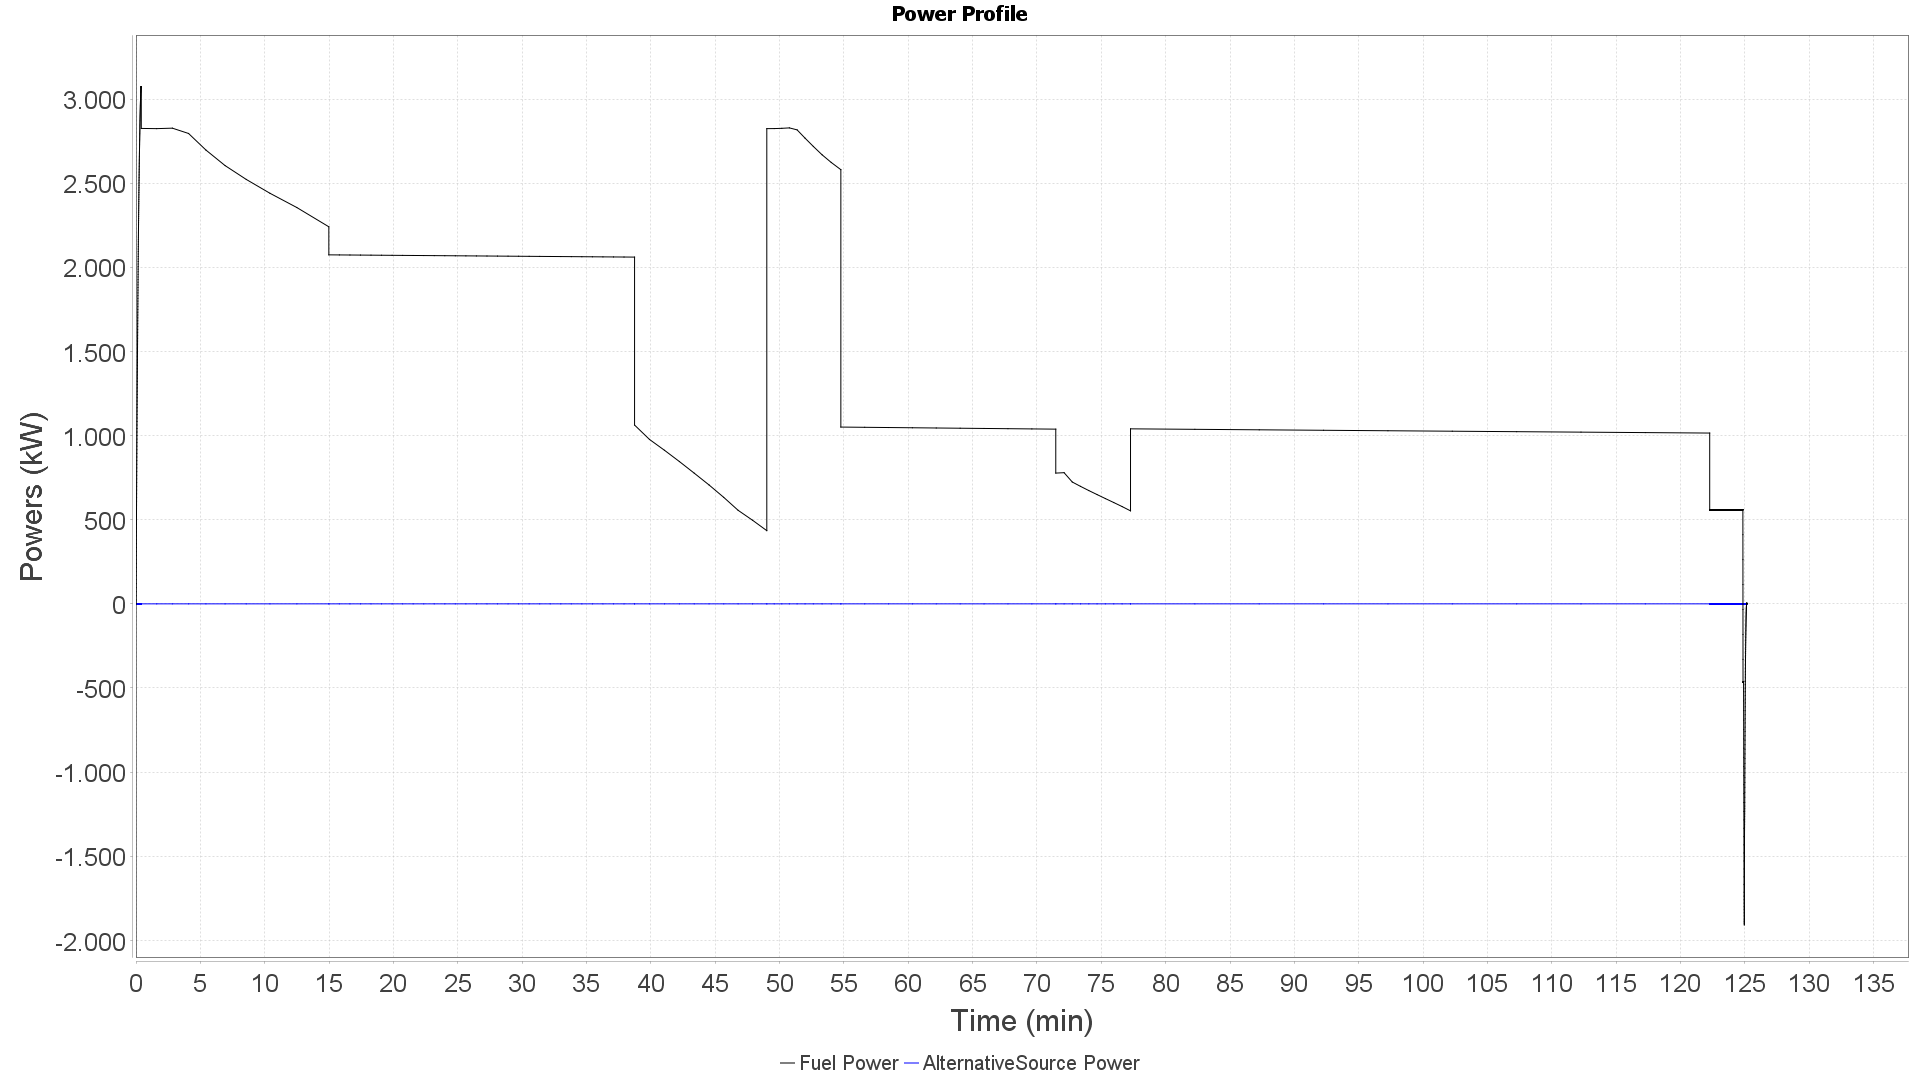 Power Profile
3.000
2.500
2.000
1.500
1.000
500
0
-500
-1.000
-1.500
-2.000
Powers (kW)
0 5 10 15 20 25 30 35 40 45 50 55 60 65 70 75 80 85 90 95 100 105 110 115 120 125 130 135
Time (min)
Fuel Power AlternativeSource Power